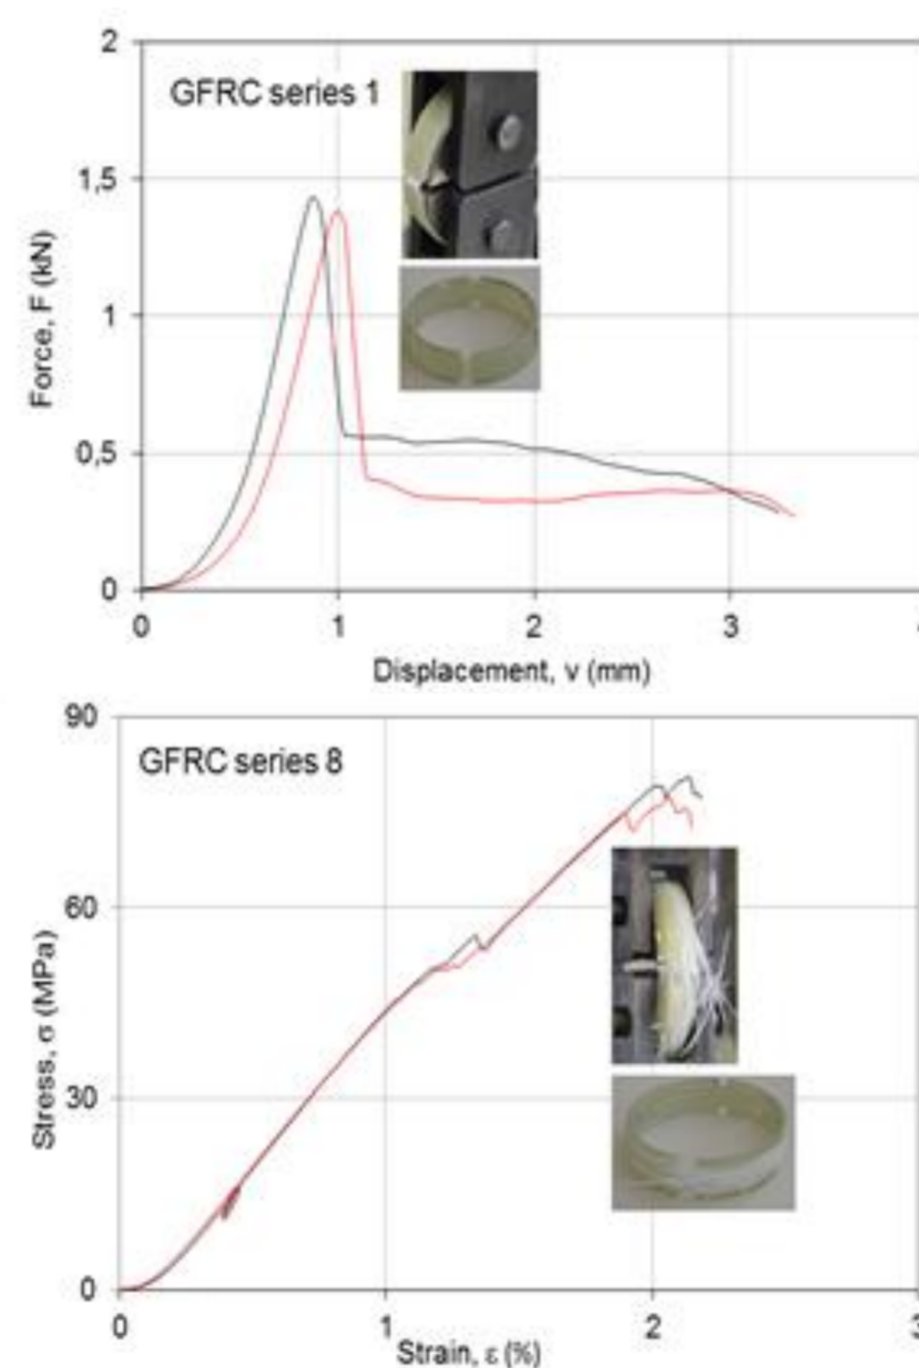 2
GFRC series 1
1,5
1
0,5
0
Force, F (kN)
0 1 2 3
Displacement, v (mm)
90
GFRC series 8
60
30
0
Stress, σ (MPa)
0 1 2 3
Strain, ε (%)